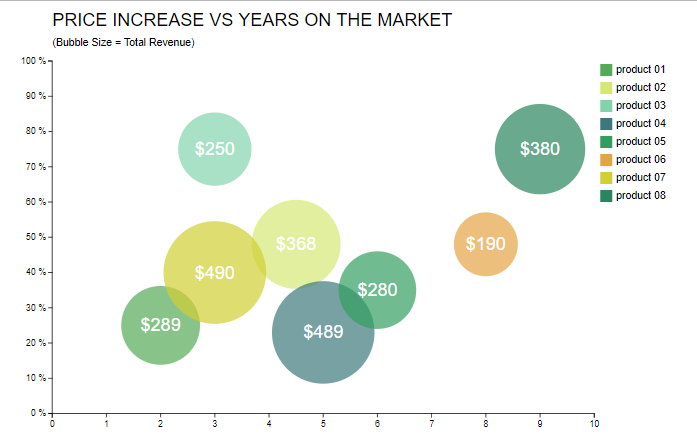 PRICE INCREASE VS YEARS ON THE MARKET
(Bubble Size = Total Revenue)
100 %
90 %
80 %
70 %
60 %
50 %
40 %
30 %
20 %
10 %
0 %
0 1 2 3 4 5 6 7 8 9 10
$250
$380
$368
$190
$490
$280
$289
$489
product 01
product 02
product 03
product 04
product 05
product 06
product 07
product 08